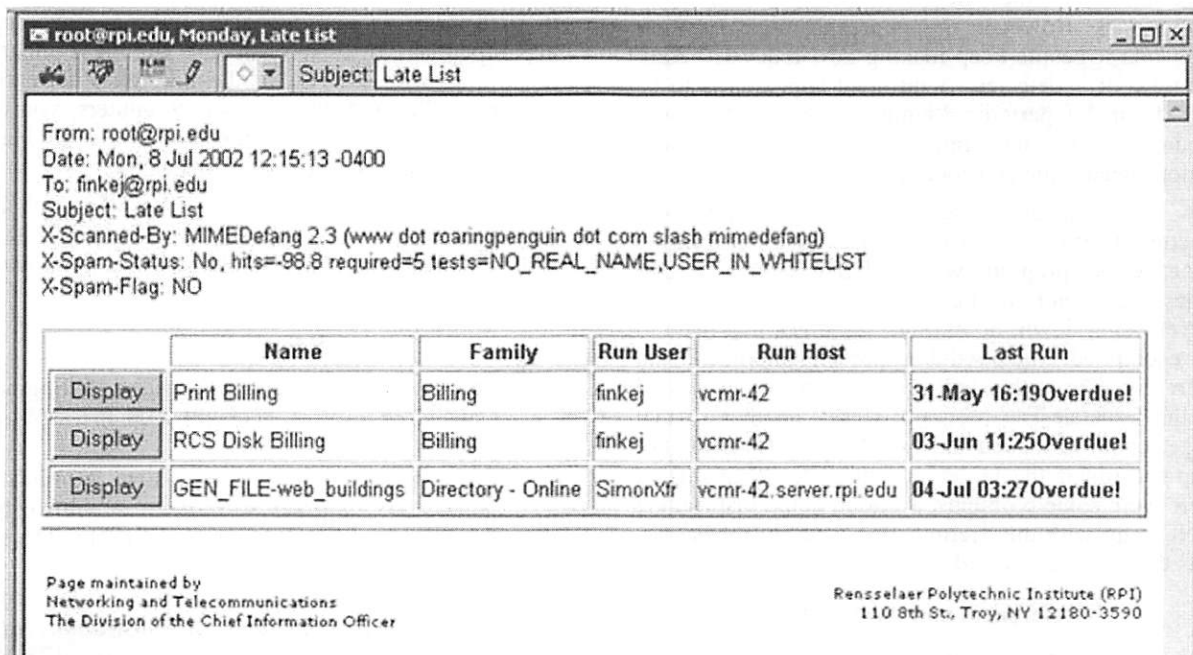 root@rpi.edu, Monday, Late List
Subject: Late List
From: root@rpi.edu
Date: Mon, 8 Jul 2002 12:15:13 -0400
To: finkej@rpi.edu
Subject: Late List
X-Scanned-By: MIMEDefang 2.3 (www dot roaringpenguin dot com slash mimedefang)
X-Spam-Status: No, hits=-98.8 required=5 tests=NO_REAL_NAME,USER_IN_WHITELIST
X-Spam-Flag: NO
Name Family Run User Run Host Last Run
Display Print Billing Billing finkej vcmr-42 31-May 16:19Overdue!
Display RCS Disk Billing Billing finkej vcmr-42 03-Jun 11:25Overdue!
Display GEN_FILE-web_buildings Directory - Online SimonXfr vcmr-42.server.rpi.edu 04-Jul 03:27Overdue!
Page maintained by
Networking and Telecommunications
The Division of the Chief Information Officer
Rensselaer Polytechnic Institute (RPI)
110 8th St., Troy, NY 12180-3590